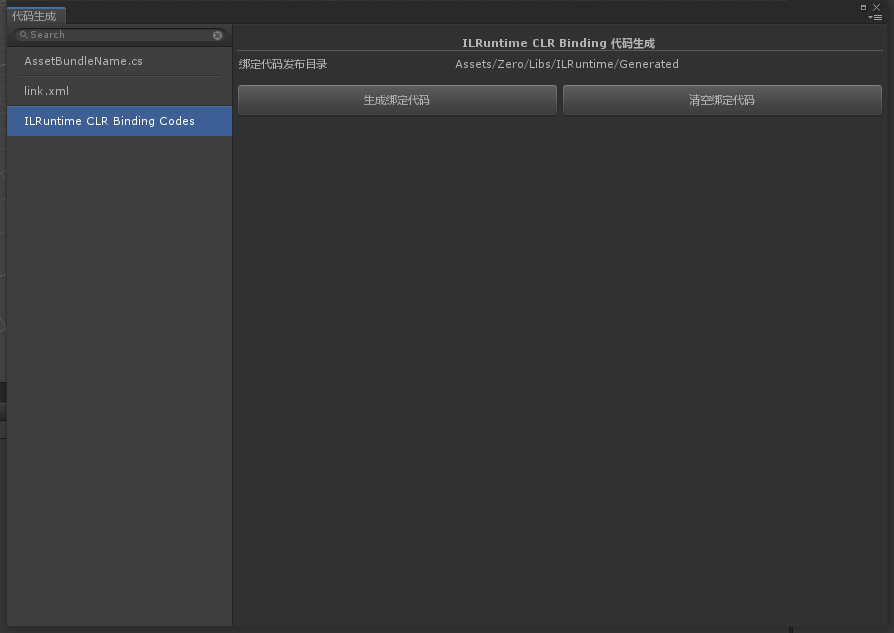 代码生成
Search
AssetBundleName.cs
link.xml
ILRuntime CLR Binding Codes
ILRuntime CLR Binding 代码生成
绑定代码发布目录 Assets/Zero/Libs/ILRuntime/Generated
生成绑定代码 清空绑定代码